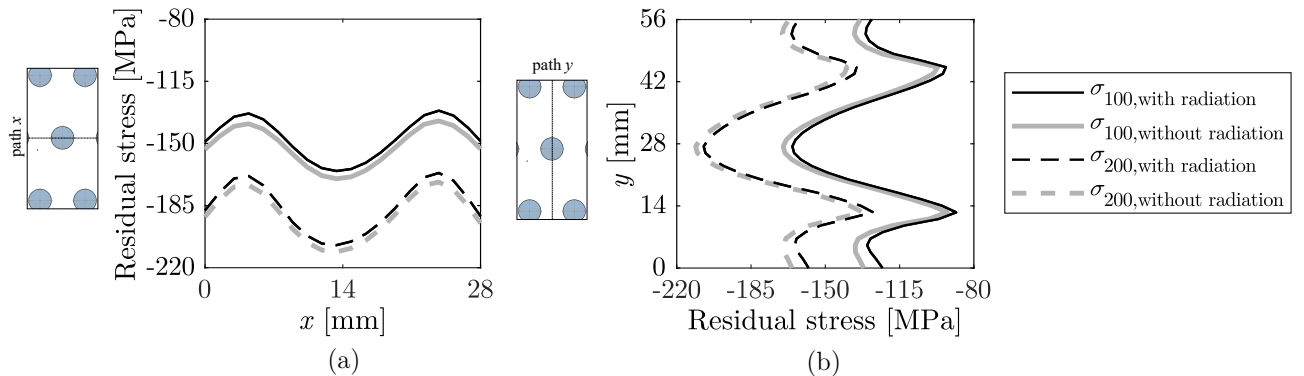 -80
-115
-150
-185
-220
Residual stress [MPa]
0 14 28
x [mm]
path x
(a)
path y
56
42
28
14
0
y [mm]
-220 -185 -150 -115 -80
Residual stress [MPa]
(b)
σ100,with radiation
σ100,without radiation
σ200,with radiation
σ200,without radiation